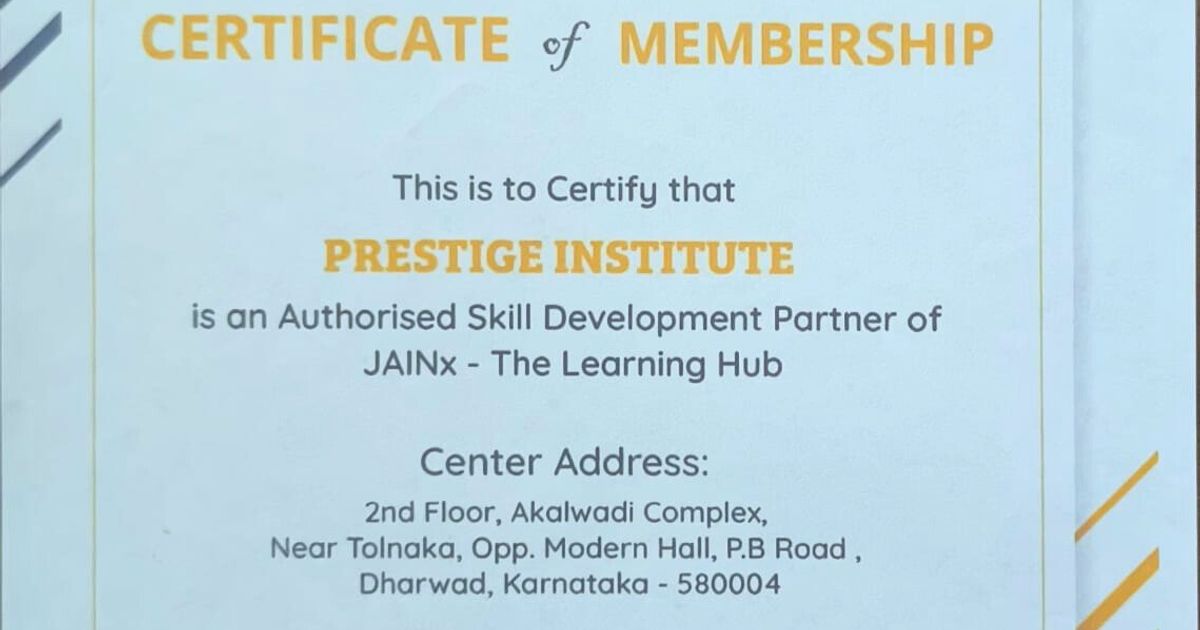 CERTIFICATE of MEMBERSHIP
This is to Certify that
PRESTIGE INSTITUTE
is an Authorised Skill Development Partner of
JAINx - The Learning Hub
Center Address:
2nd Floor, Akalwadi Complex,
Near Tolnaka, Opp. Modern Hall, P.B Road ,
Dharwad, Karnataka - 580004